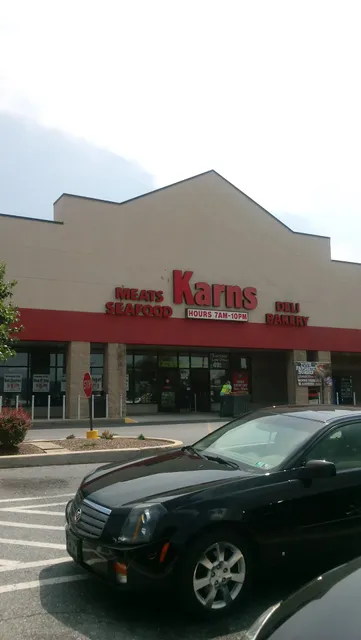 Karns
MEATS
SEAFOOD
HOURS 7AM-10PM
DELI
BAKERY